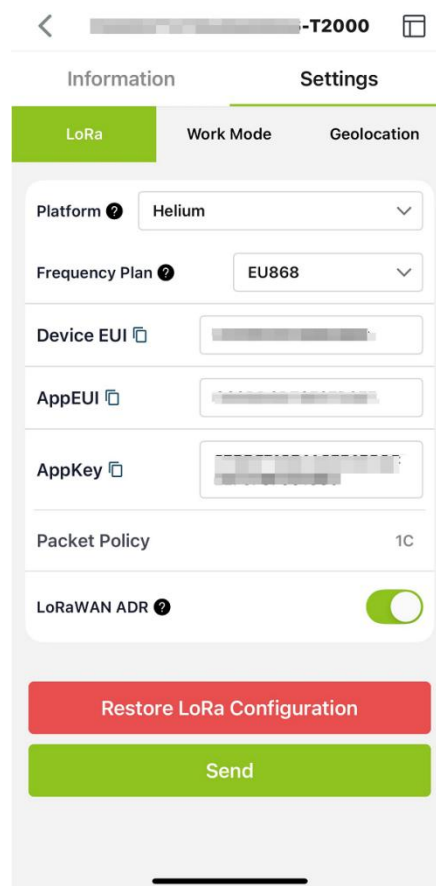 -T2000
Information Settings
LoRa Work Mode Geolocation
Platform ? Helium
Frequency Plan ? EU868
Device EUI
AppEUI
AppKey
Packet Policy 1C
LoRaWAN ADR ?
Restore LoRa Configuration
Send